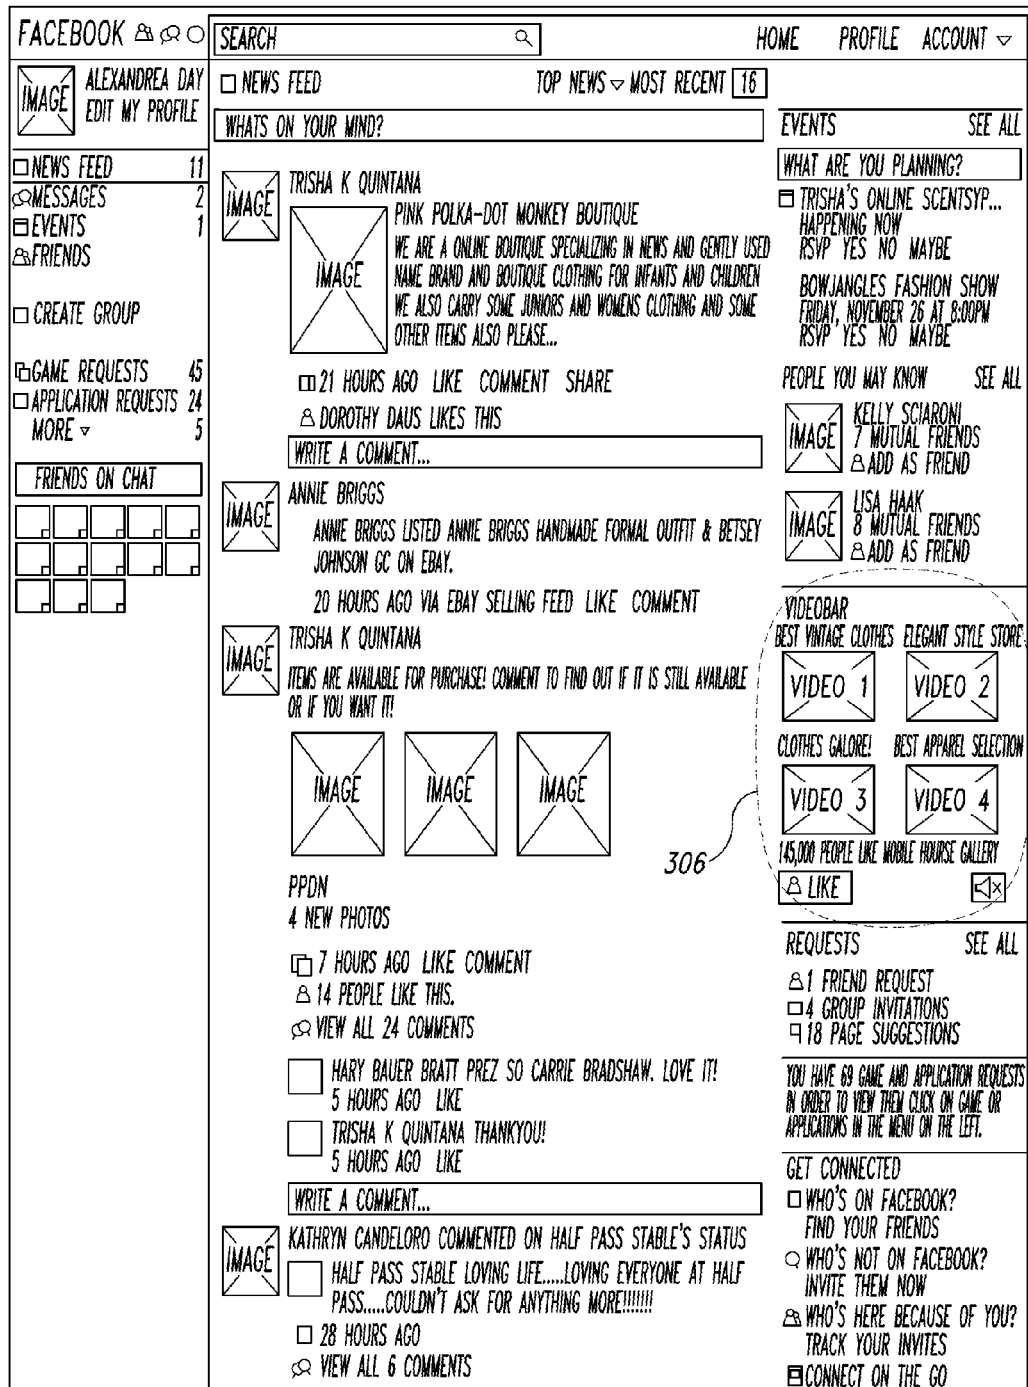 FACEBOOK
SEARCH
HOME PROFILE ACCOUNT
IMAGE
ALEXANDREA DAY
EDIT MY PROFILE
NEWS FEED 11
MESSAGES 2
EVENTS 1
FRIENDS
CREATE GROUP
GAME REQUESTS 45
APPLICATION REQUESTS 24
MORE 5
FRIENDS ON CHAT
NEWS FEED
TOP NEWS MOST RECENT 16
WHATS ON YOUR MIND?
IMAGE
TRISHA K QUINTANA
IMAGE
PINK POLKA-DOT MONKEY BOUTIQUE
WE ARE A ONLINE BOUTIQUE SPECIALIZING IN NEWS AND GENTLY USED
NAME BRAND AND BOUTIQUE CLOTHING FOR INFANTS AND CHILDREN
WE ALSO CARRY SOME JUNIORS AND WOMENS CLOTHING AND SOME
OTHER ITEMS ALSO PLEASE...
21 HOURS AGO LIKE COMMENT SHARE
DOROTHY DAUS LIKES THIS
WRITE A COMMENT...
IMAGE
ANNIE BRIGGS
ANNIE BRIGGS LISTED ANNIE BRIGGS HANDMADE FORMAL OUTFIT & BETSEY
JOHNSON GC ON EBAY.
20 HOURS AGO VIA EBAY SELLING FEED LIKE COMMENT
IMAGE
TRISHA K QUINTANA
ITEMS ARE AVAILABLE FOR PURCHASE! COMMENT TO FIND OUT IF IT IS STILL AVAILABLE
OR IF YOU WANT IT!
IMAGE IMAGE IMAGE
PPDN
4 NEW PHOTOS
7 HOURS AGO LIKE COMMENT
14 PEOPLE LIKE THIS.
VIEW ALL 24 COMMENTS
HARY BAUER BRATT PREZ SO CARRIE BRADSHAW. LOVE IT!
5 HOURS AGO LIKE
TRISHA K QUINTANA THANKYOU!
5 HOURS AGO LIKE
WRITE A COMMENT...
IMAGE
KATHRYN CANDELORO COMMENTED ON HALF PASS STABLE'S STATUS
HALF PASS STABLE LOVING LIFE.....LOVING EVERYONE AT HALF
PASS.....COULDN'T ASK FOR ANYTHING MORE!!!!!!!
28 HOURS AGO
VIEW ALL 6 COMMENTS
EVENTS SEE ALL
WHAT ARE YOU PLANNING?
TRISHA'S ONLINE SCENTSYP...
HAPPENING NOW
RSVP YES NO MAYBE
BOWJANGLES FASHION SHOW
FRIDAY, NOVEMBER 26 AT 8:00PM
RSVP YES NO MAYBE
PEOPLE YOU MAY KNOW SEE ALL
IMAGE
KELLY SCIARONI
7 MUTUAL FRIENDS
ADD AS FRIEND
IMAGE
LISA HAAK
8 MUTUAL FRIENDS
ADD AS FRIEND
VIDEOBAR
BEST VINTAGE CLOTHES ELEGANT STYLE STORE
VIDEO 1 VIDEO 2
CLOTHES GALORE! BEST APPAREL SELECTION
VIDEO 3 VIDEO 4
145,000 PEOPLE LIKE MOBILE HOURSE GALLERY
LIKE
306
REQUESTS SEE ALL
1 FRIEND REQUEST
4 GROUP INVITATIONS
18 PAGE SUGGESTIONS
YOU HAVE 69 GAME AND APPLICATION REQUESTS
IN ORDER TO VIEW THEM CLICK ON GAME OR
APPLICATIONS IN THE MENU ON THE LEFT.
GET CONNECTED
WHO'S ON FACEBOOK?
FIND YOUR FRIENDS
WHO'S NOT ON FACEBOOK?
INVITE THEM NOW
WHO'S HERE BECAUSE OF YOU?
TRACK YOUR INVITES
CONNECT ON THE GO